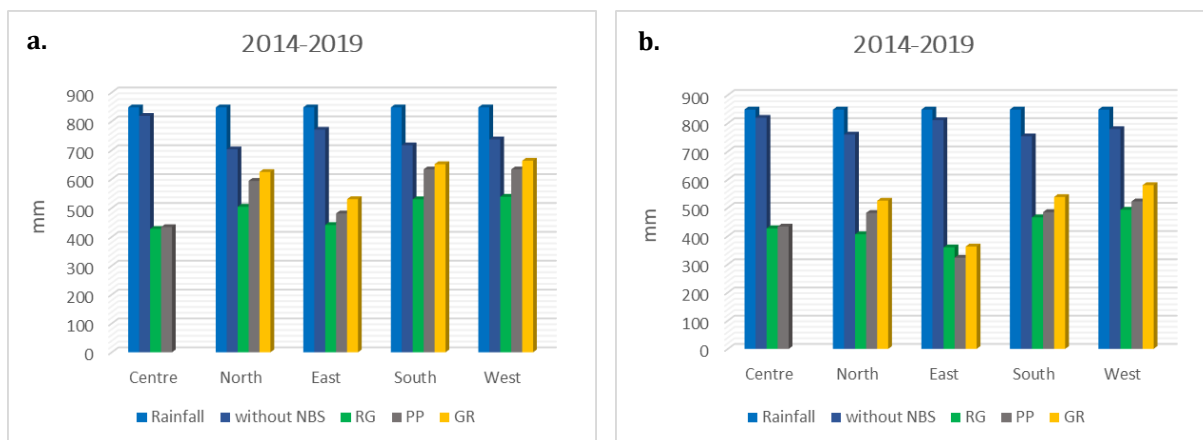 a.
2014-2019
900
800
700
600
500
400
300
200
100
0
mm
Centre North East South West
Rainfall without NBS RG PP GR
b.
2014-2019
900
800
700
600
500
400
300
200
100
0
mm
Centre North East South West
Rainfall without NBS RG PP GR